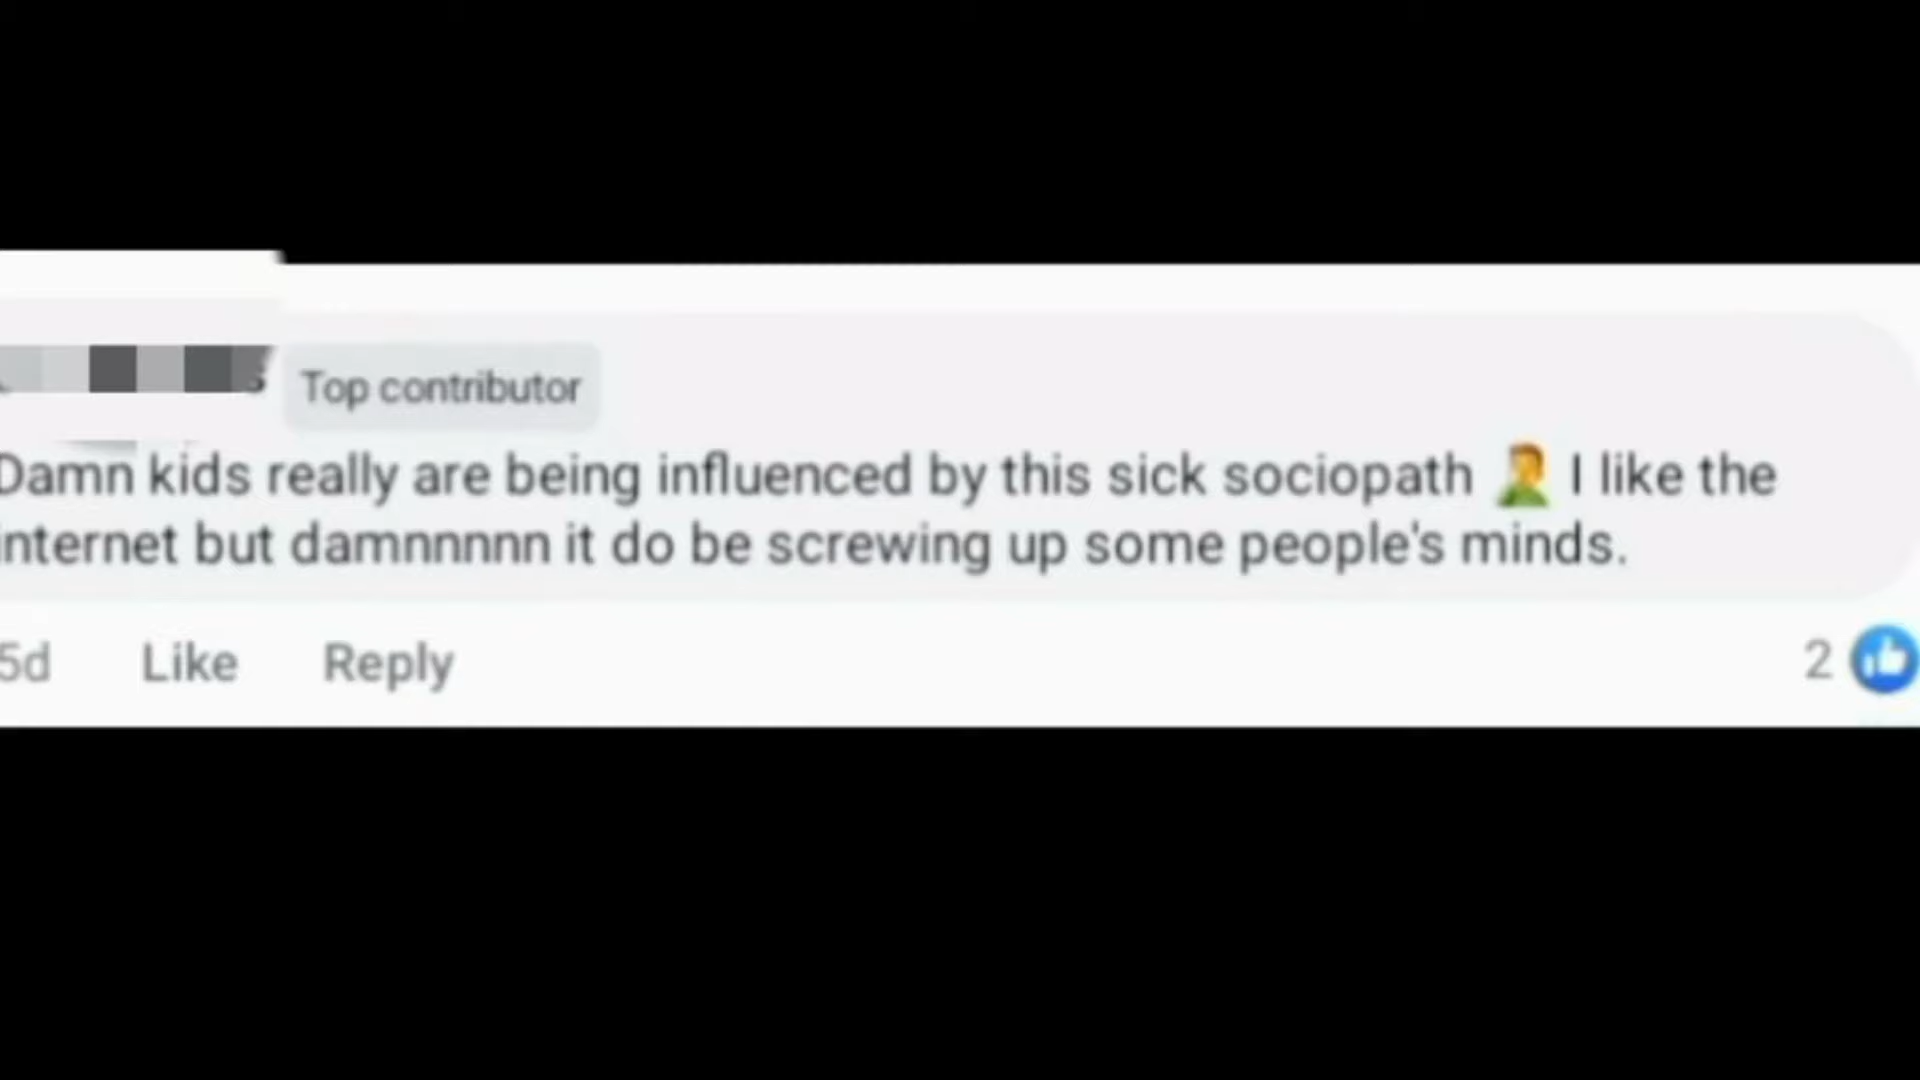 Top contributor
Damn kids really are being influenced by this sick sociopath 🤦‍♂️ I like the
internet but damnnnnn it do be screwing up some people's minds.
5d Like Reply 2